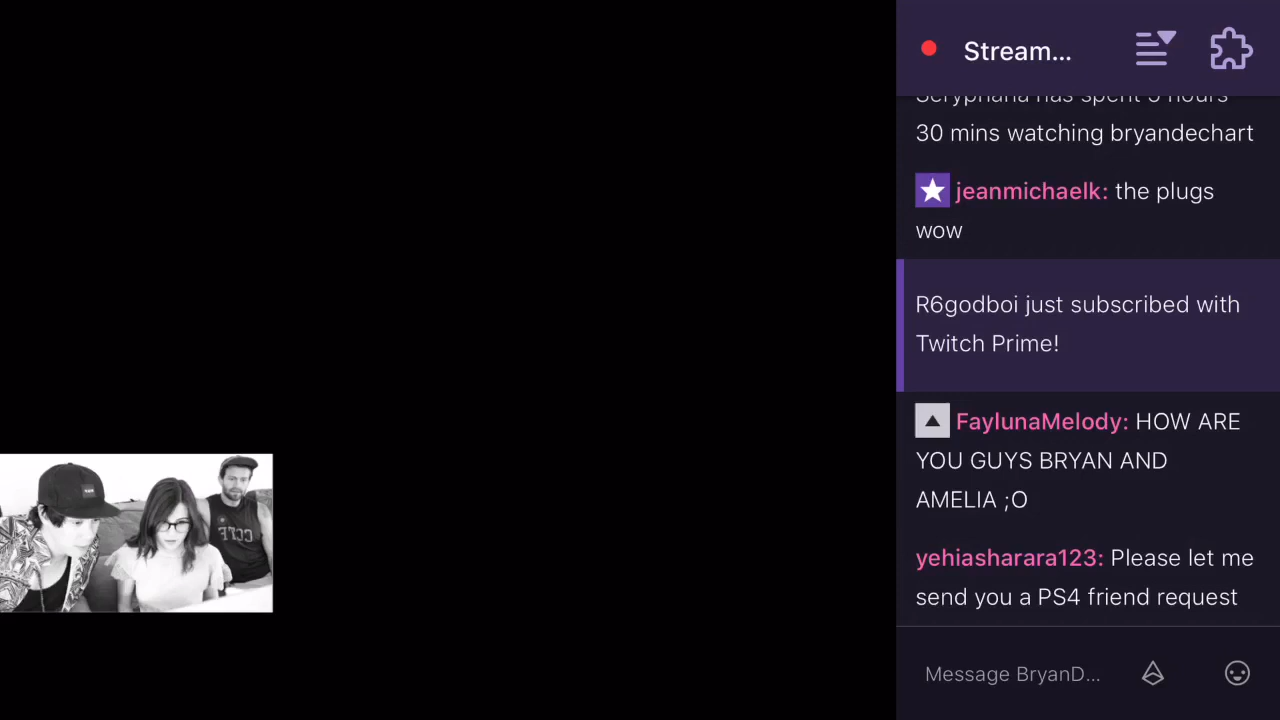 Stream...
Seryphana has spent 5 hours
30 mins watching bryandechart
jeanmichaelk: the plugs
wow
R6godboi just subscribed with
Twitch Prime!
FaylunaMelody: HOW ARE
YOU GUYS BRYAN AND
AMELIA ;O
yehiasharara123: Please let me
send you a PS4 friend request
Message BryanD...